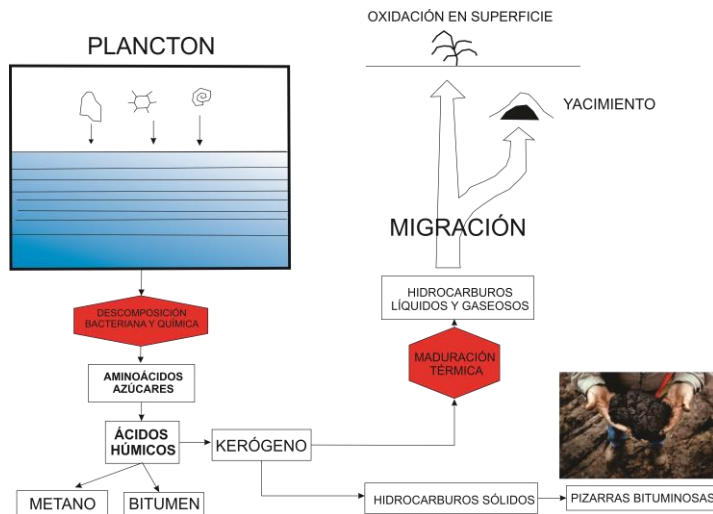 PLANCTON
DESCOMPOSICIÓN
BACTERIANA Y QUÍMICA
AMINOÁCIDOS
AZÚCARES
ÁCIDOS
HÚMICOS
METANO
BITUMEN
KERÓGENO
MADURACIÓN
TÉRMICA
HIDROCARBUROS
LÍQUIDOS Y GASEOSOS
MIGRACIÓN
OXIDACIÓN EN SUPERFICIE
YACIMIENTO
HIDROCARBUROS SÓLIDOS
PIZARRAS BITUMINOSAS